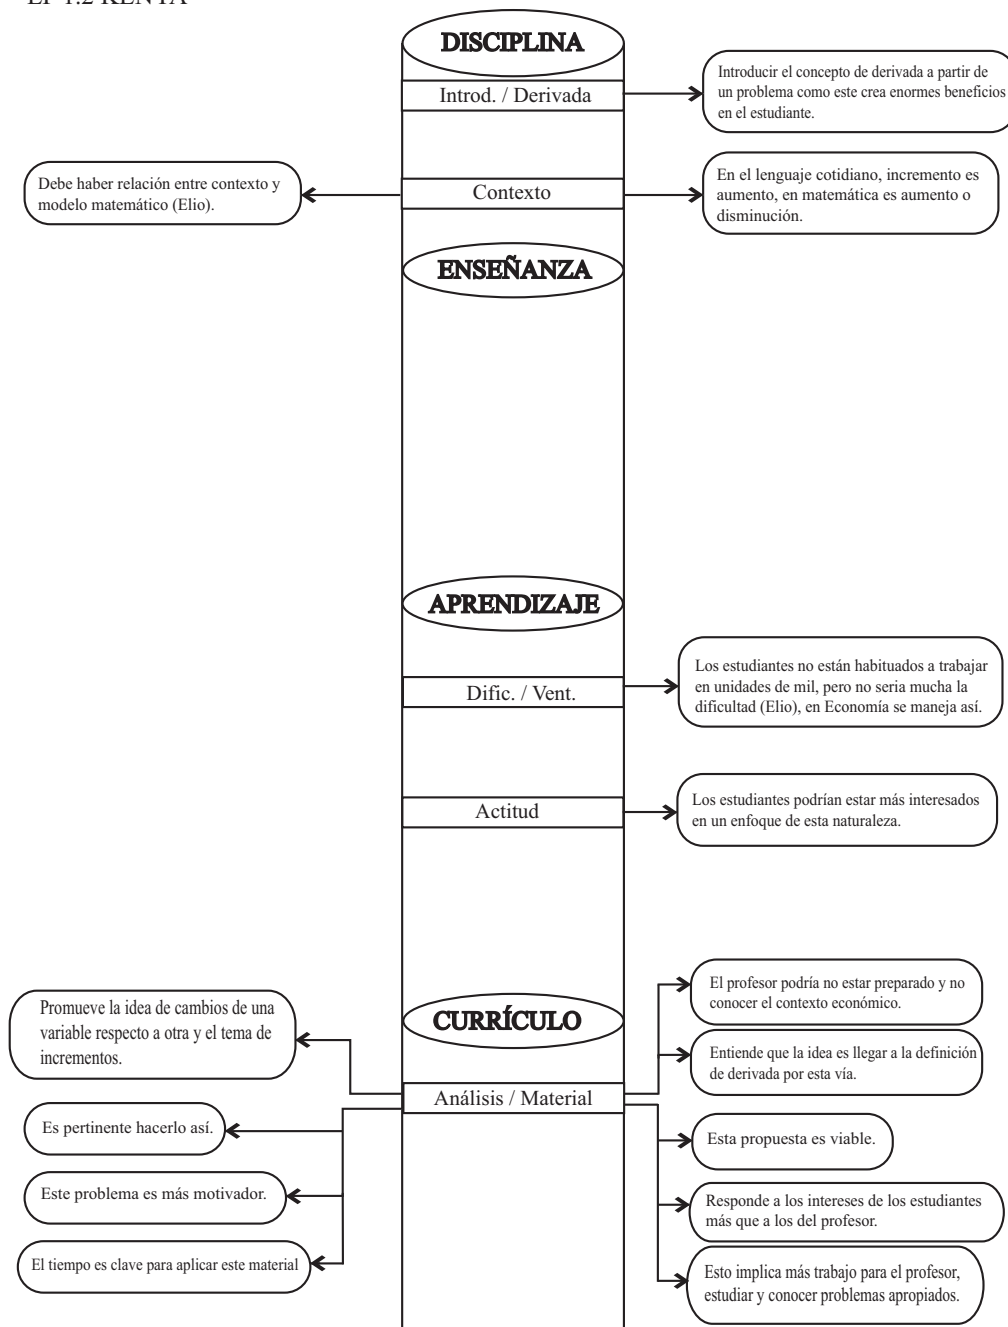 EP 1.2 KENYA
DISCIPLINA
Introd. / Derivada
Introducir el concepto de derivada a partir de
un problema como este crea enormes beneficios
en el estudiante.
Debe haber relación entre contexto y
modelo matemático (Elio).
Contexto
En el lenguaje cotidiano, incremento es
aumento, en matemática es aumento o
disminución.
ENSEÑANZA
APRENDIZAJE
Dific. / Vent.
Los estudiantes no están habituados a trabajar
en unidades de mil, pero no seria mucha la
dificultad (Elio), en Economía se maneja así.
Actitud
Los estudiantes podrían estar más interesados
en un enfoque de esta naturaleza.
CURRÍCULO
Análisis / Material
Promueve la idea de cambios de una
variable respecto a otra y el tema de
incrementos.
Es pertinente hacerlo así.
Este problema es más motivador.
El tiempo es clave para aplicar este material
El profesor podría no estar preparado y no
conocer el contexto económico.
Entiende que la idea es llegar a la definición
de derivada por esta vía.
Esta propuesta es viable.
Responde a los intereses de los estudiantes
más que a los del profesor.
Esto implica más trabajo para el profesor,
estudiar y conocer problemas apropiados.